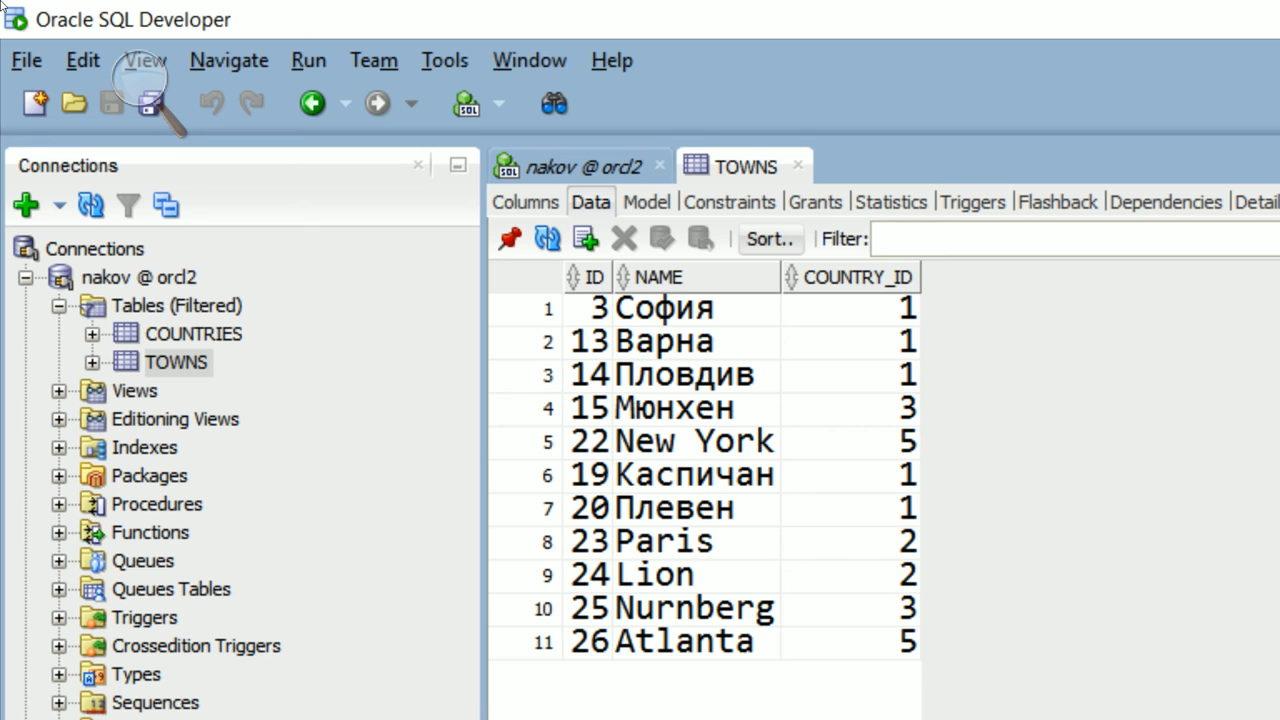 Oracle SQL Developer
File Edit View Navigate Run Team Tools Window Help
SQL
Connections
SQL nakov @ orcl2
TOWNS
Columns Data Model Constraints Grants Statistics Triggers Flashback Dependencies Detail
Sort.. Filter:
Connections
nakov @ orcl2
Tables (Filtered)
COUNTRIES
TOWNS
Views
Editioning Views
Indexes
Packages
Procedures
Functions
Queues
Queues Tables
Triggers
Crossedition Triggers
Types
Sequences
ID NAME COUNTRY_ID
1 3 София 1
2 13 Варна 1
3 14 Пловдив 1
4 15 Мюнхен 3
5 22 New York 5
6 19 Каспичан 1
7 20 Плевен 1
8 23 Paris 2
9 24 Lion 2
10 25 Nurnberg 3
11 26 Atlanta 5